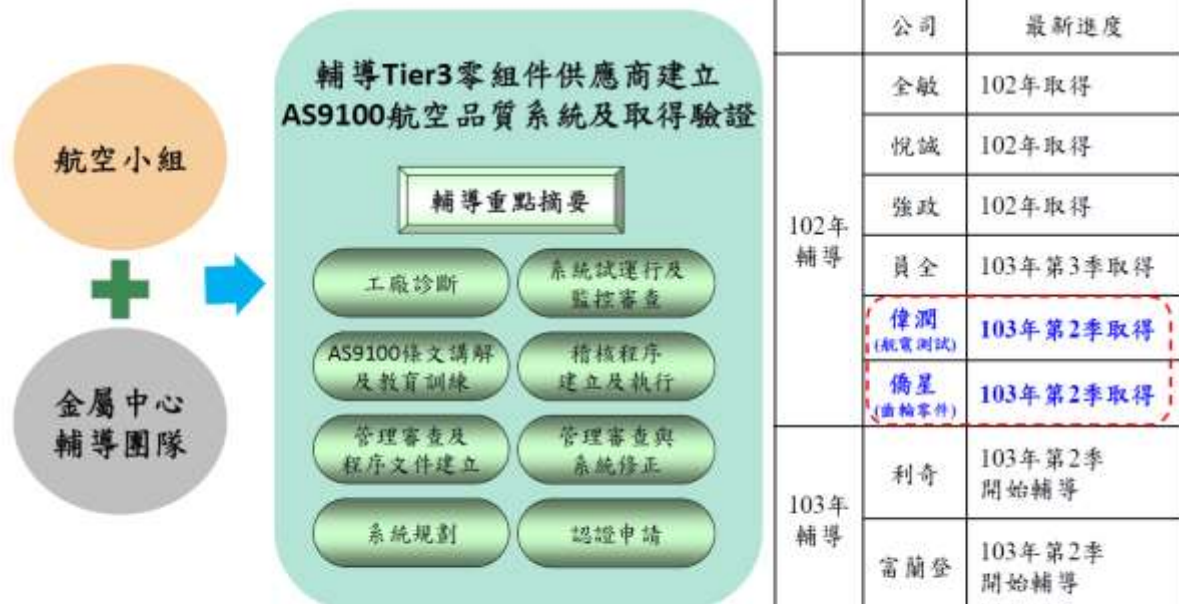 航空小組
金屬中心
輔導團隊
輔導Tier3零組件供應商建立
AS9100航空品質系統及取得驗證
輔導重點摘要
工廠診斷
系統試運行及
監控審查
AS9100條文講解
及教育訓練
稽核程序
建立及執行
管理審查及
程序文件建立
管理審查與
系統修正
系統規劃
認證申請
公司
最新進度
102年
輔導
全敏
102年取得
悅誠
102年取得
強政
102年取得
員全
103年第3季取得
偉潤
(航電測試)
103年第2季取得
僑星
(齒輪零件)
103年第2季取得
103年
輔導
利奇
103年第2季
開始輔導
富蘭登
103年第2季
開始輔導